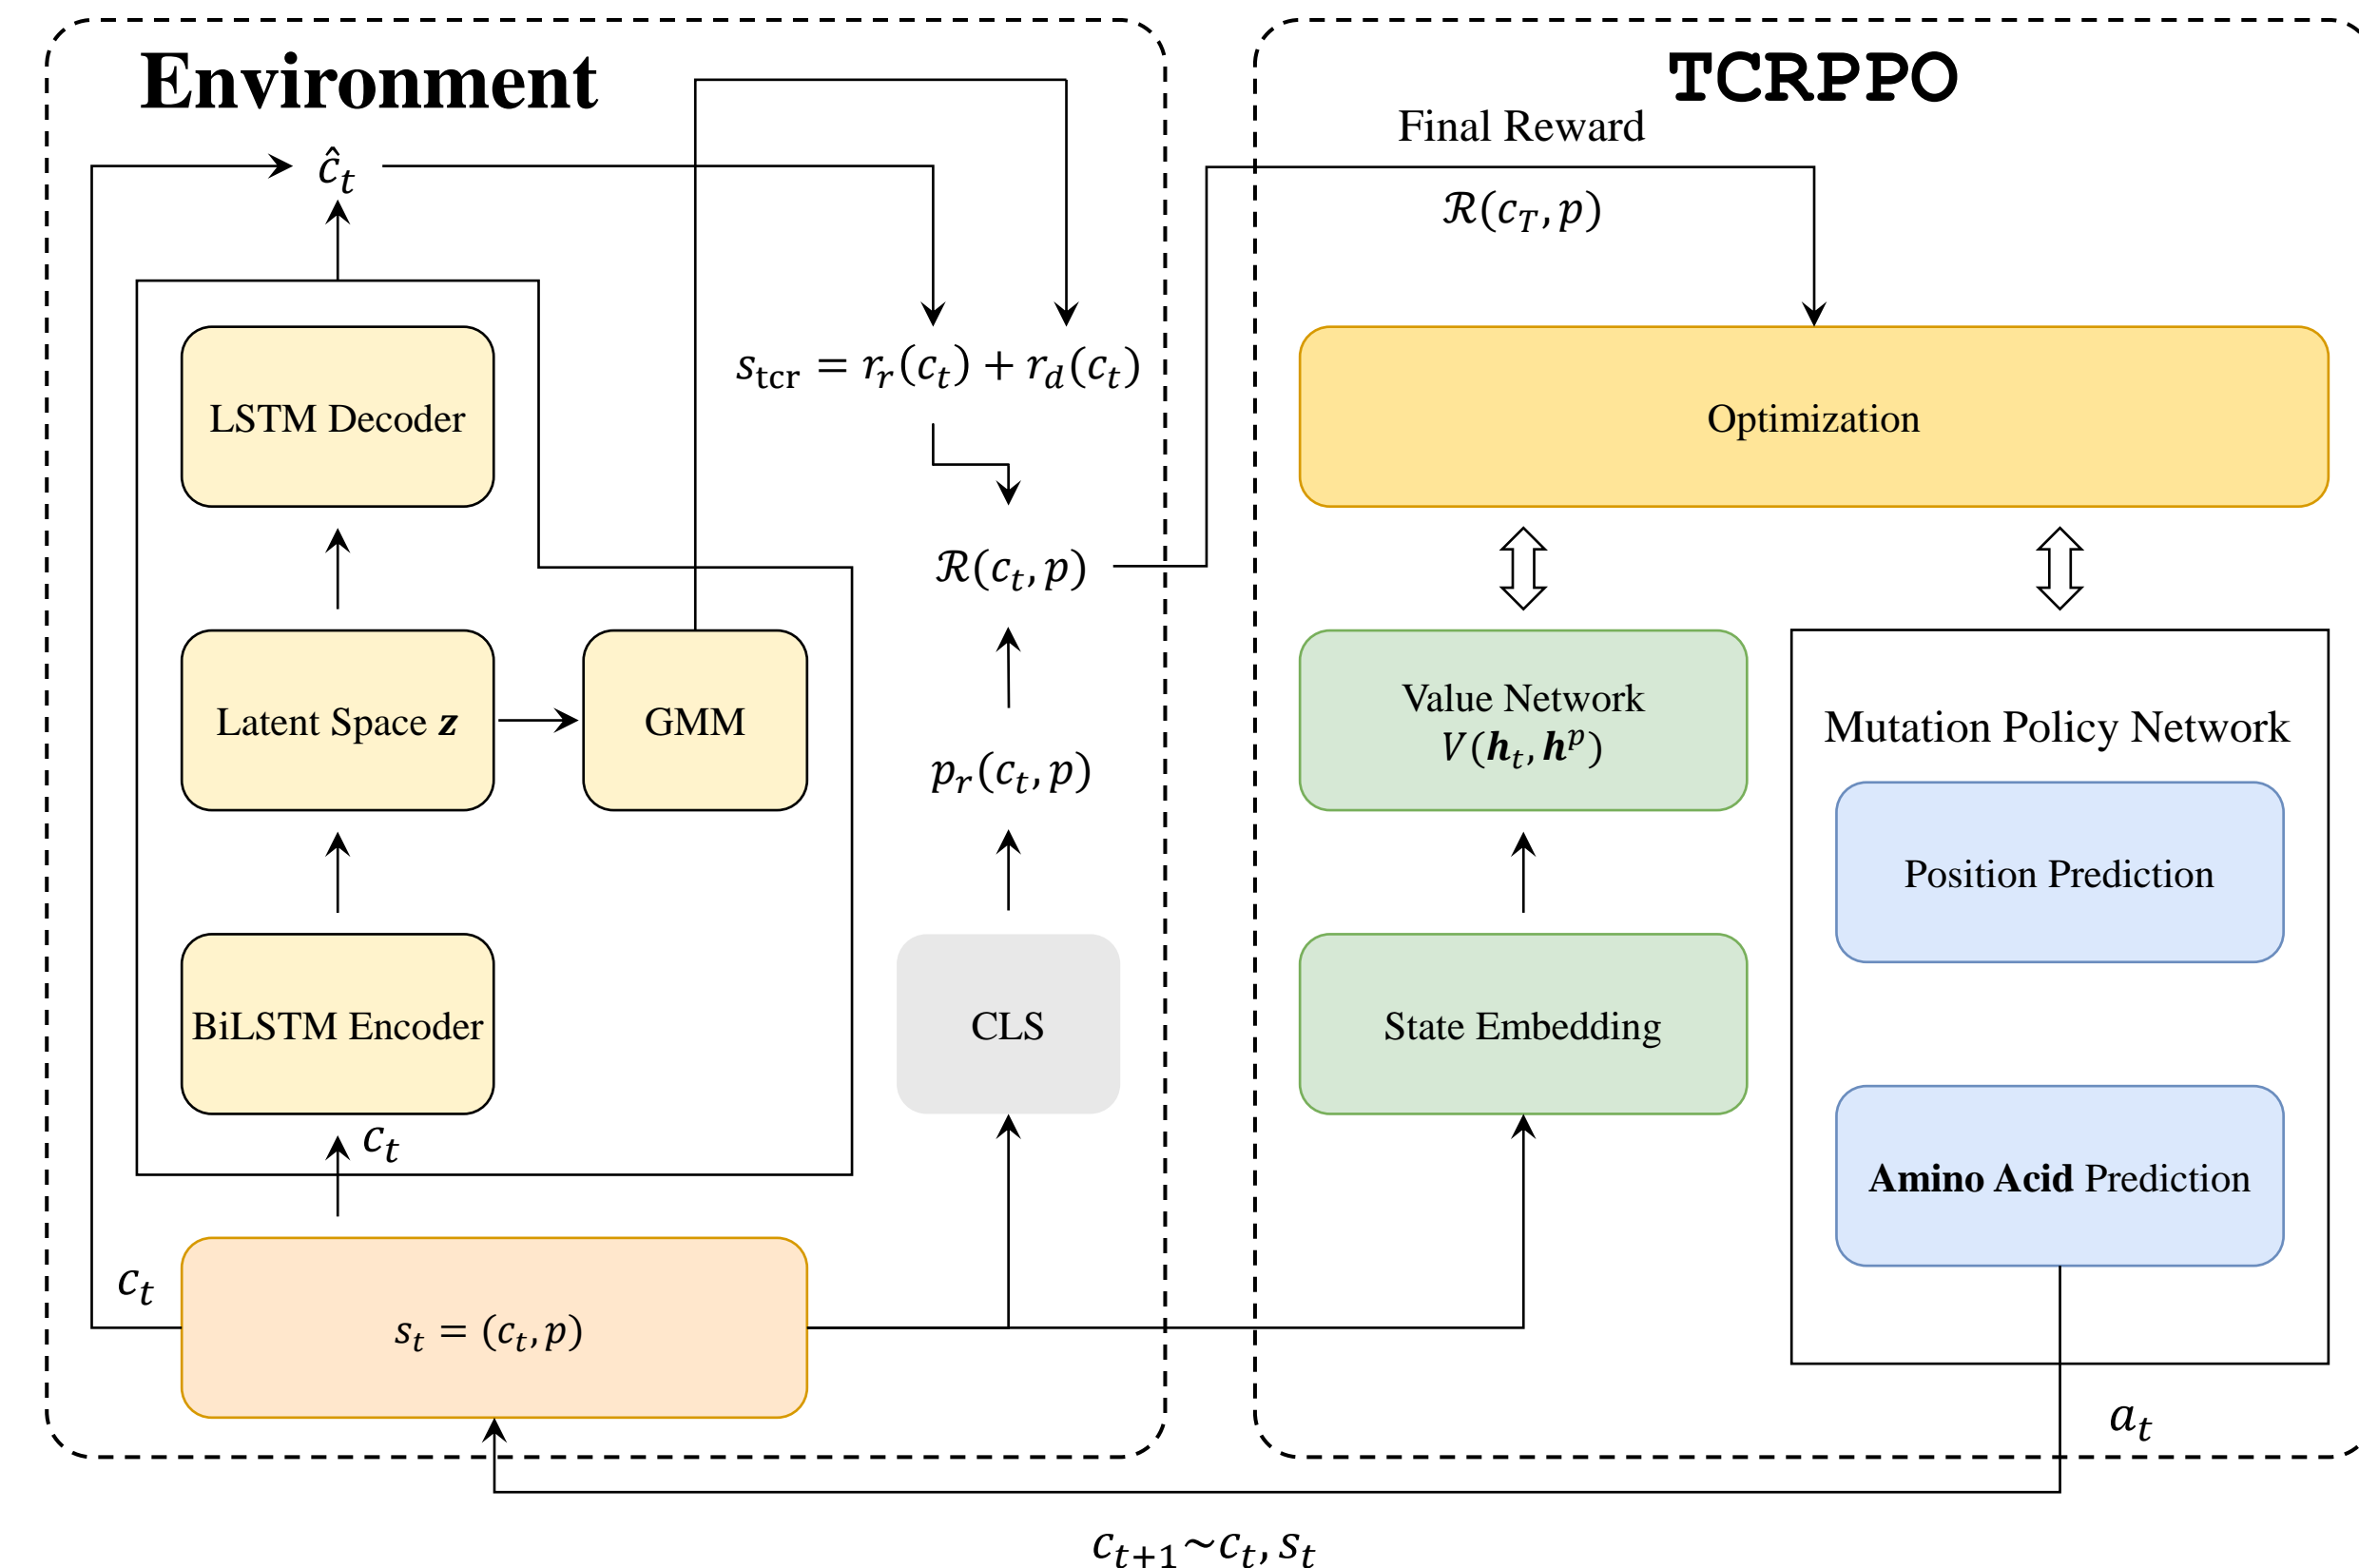 Environment
ĉ_t
LSTM Decoder
Latent Space z
GMM
BiLSTM Encoder
c_t
c_t
s_t = (c_t, p)
s_tcr = r_r(c_t) + r_d(c_t)
ℛ(c_t, p)
p_r(c_t, p)
CLS
TCRPPO
Final Reward
ℛ(c_T, p)
Optimization
Value Network
V(h_t, h^p)
State Embedding
Mutation Policy Network
Position Prediction
Amino Acid Prediction
a_t
c_{t+1}~c_t, s_t